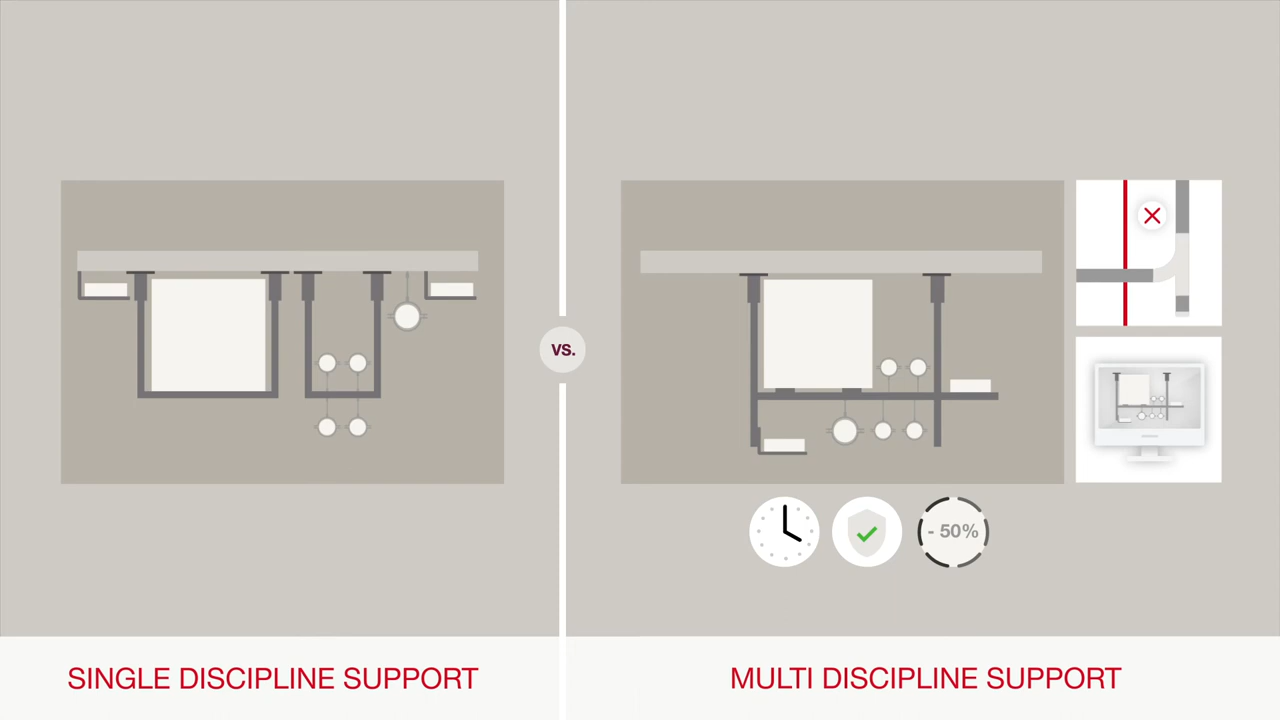 VS.
- 50%
SINGLE DISCIPLINE SUPPORT
MULTI DISCIPLINE SUPPORT